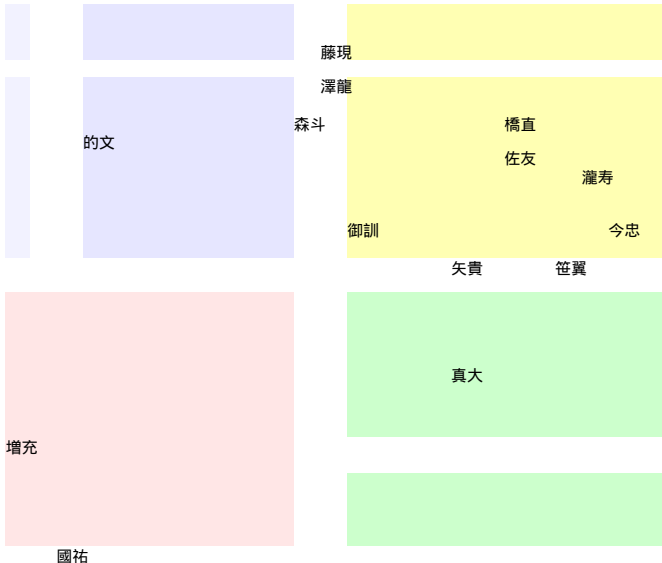 藤現
澤龍
森斗
橋直
的文
佐友
瀧寿
御訓
今忠
矢貴
笹翼
真大
増充
國祐